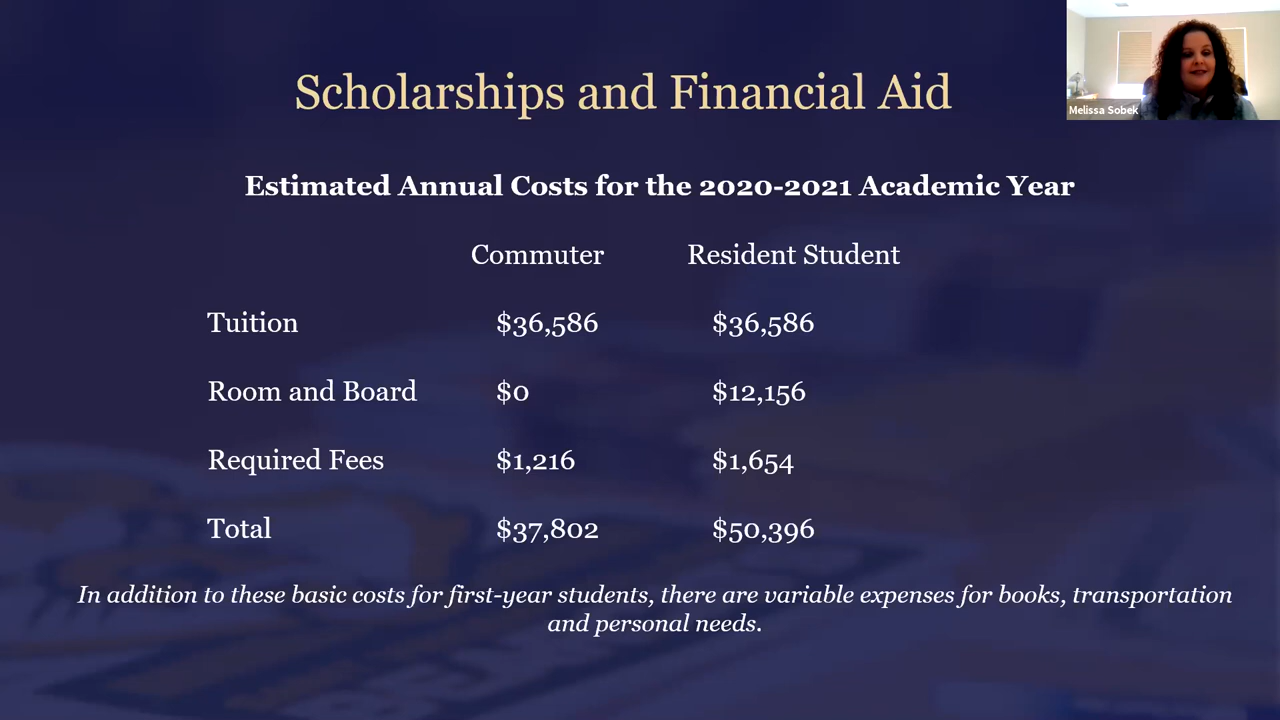 Scholarships and Financial Aid
Melissa Sobek
Estimated Annual Costs for the 2020-2021 Academic Year
Commuter Resident Student
Tuition $36,586 $36,586
Room and Board $0 $12,156
Required Fees $1,216 $1,654
Total $37,802 $50,396
In addition to these basic costs for first-year students, there are variable expenses for books, transportation
and personal needs.